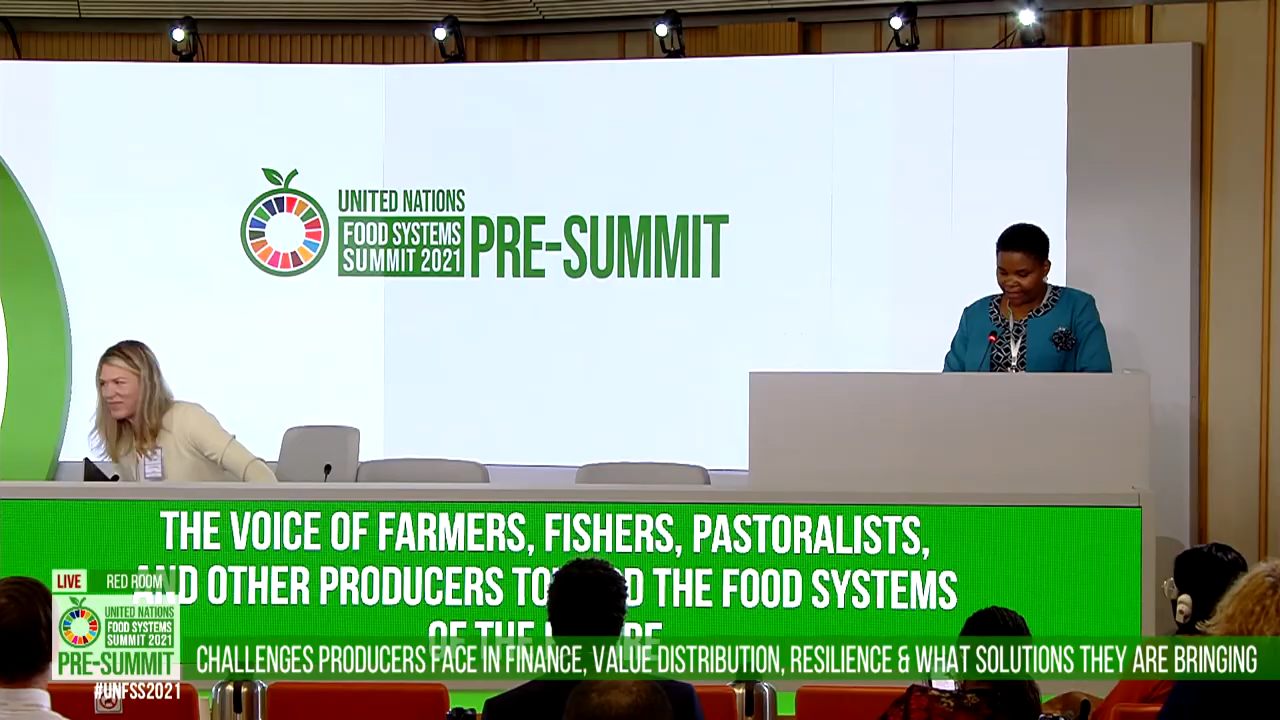 UNITED NATIONS
FOOD SYSTEMS
SUMMIT 2021
PRE-SUMMIT
THE VOICE OF FARMERS, FISHERS, PASTORALISTS,
AND OTHER PRODUCERS THE FOOD SYSTEMS
OF THE
LIVE
RED ROOM
UNITED NATIONS
FOOD SYSTEMS
SUMMIT 2021
PRE-SUMMIT
#UNFSS2021
CHALLENGES PRODUCERS FACE IN FINANCE, VALUE DISTRIBUTION, RESILIENCE & WHAT SOLUTIONS THEY ARE BRINGING